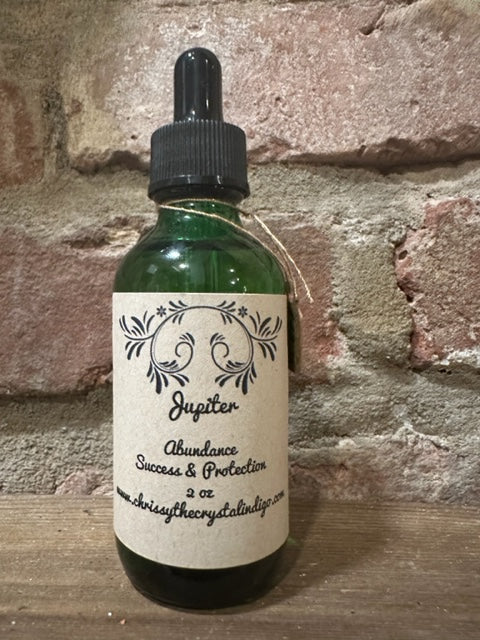 Jupiter
Abundance
Success & Protection
2 oz
www.chrissythecrystalindigo.com